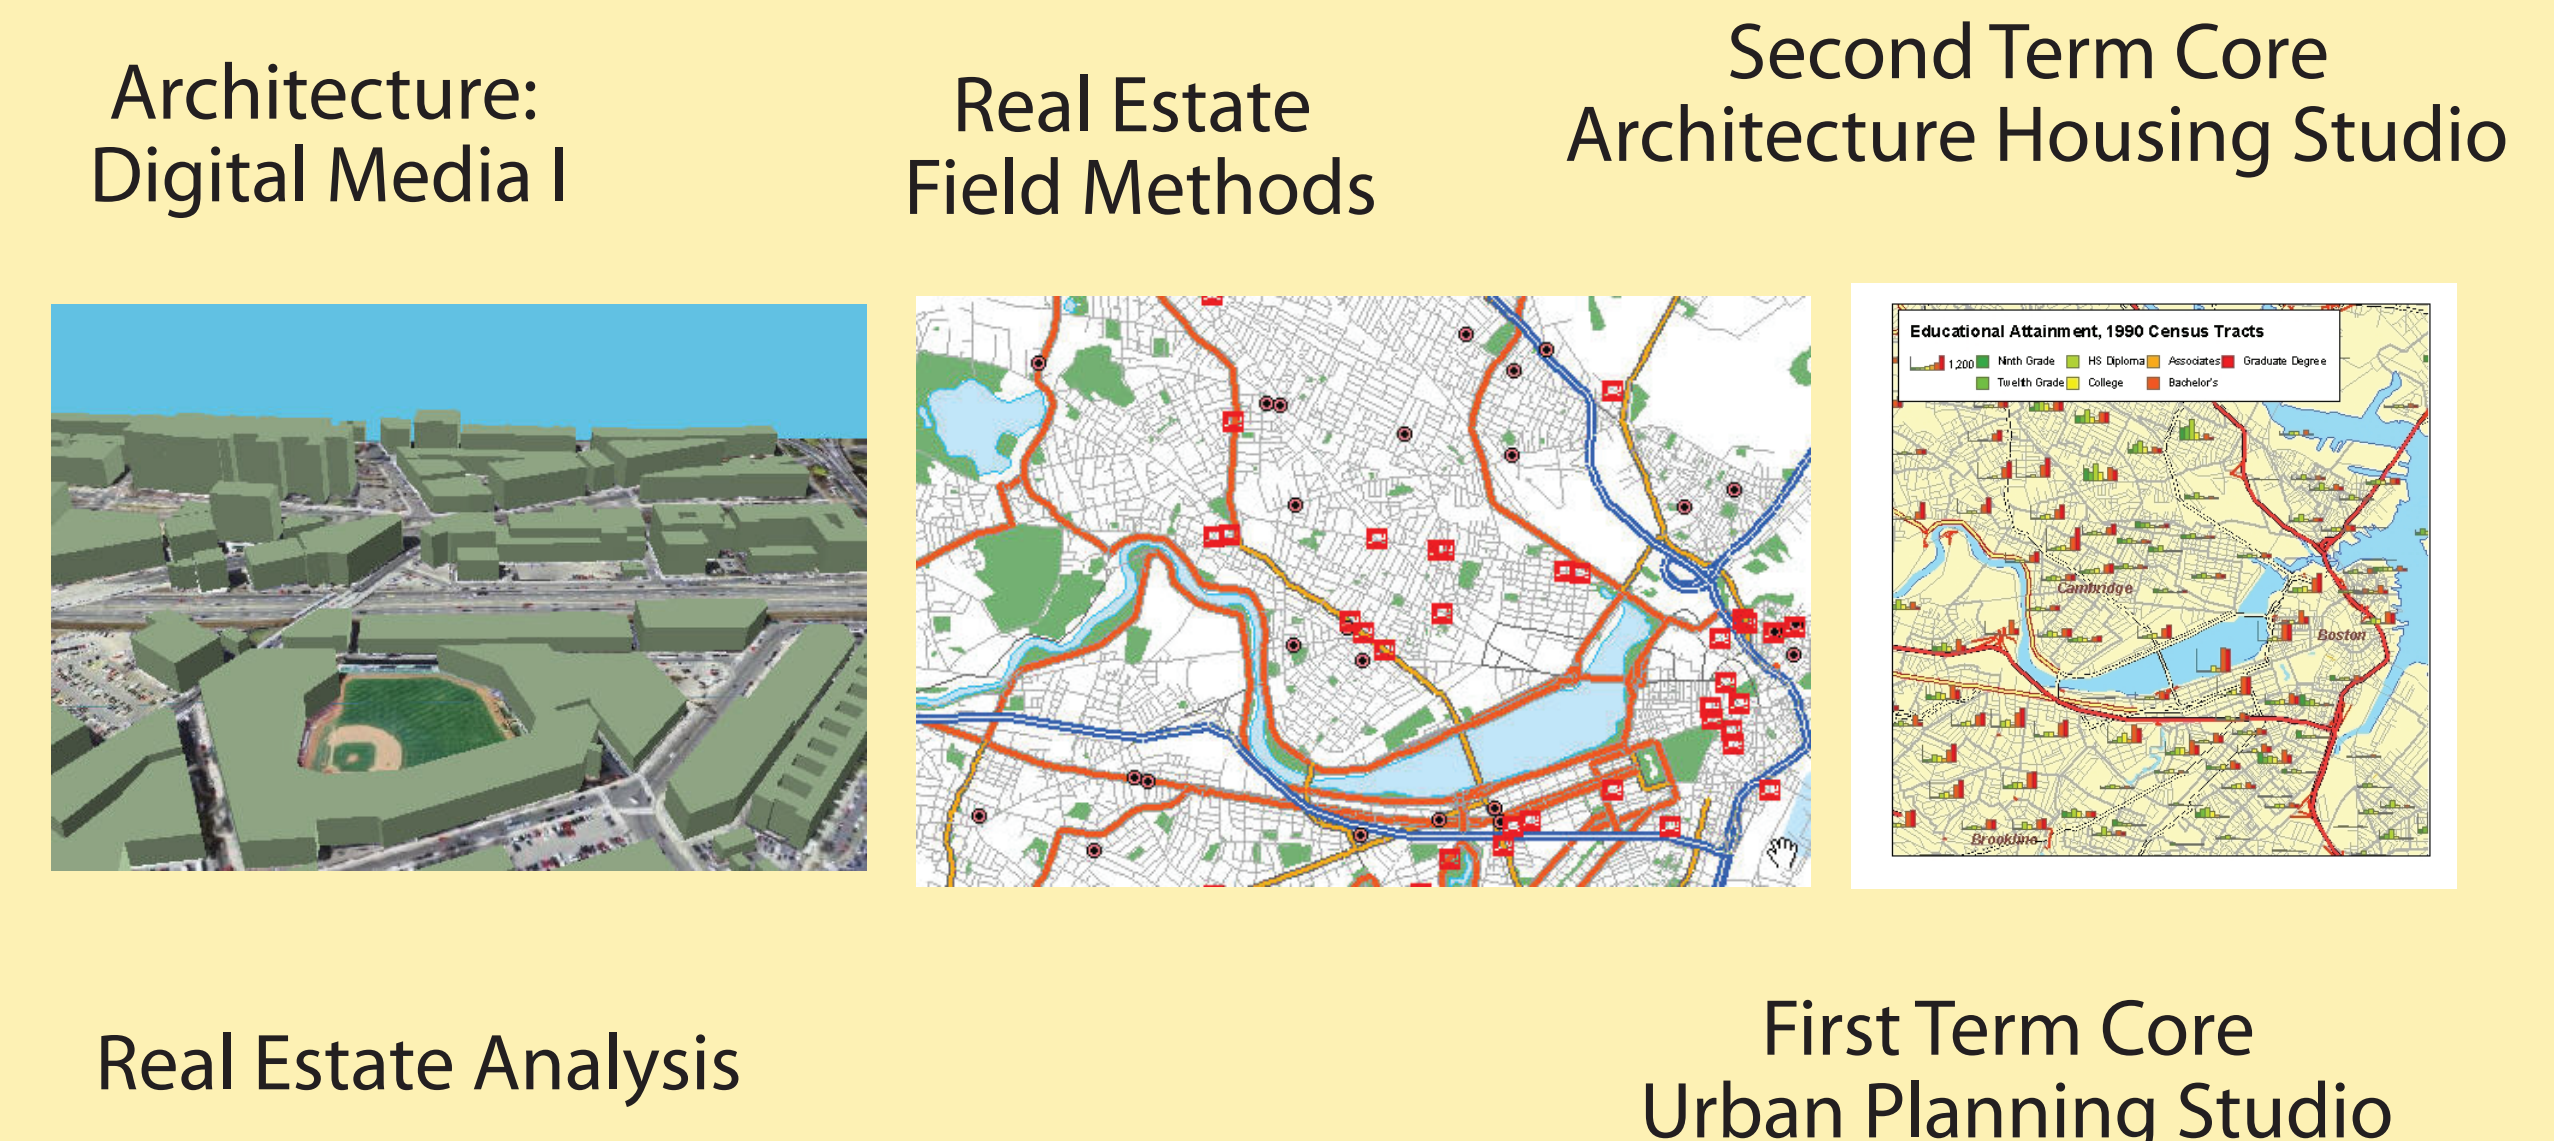 Architecture:
Digital Media I
Real Estate
Field Methods
Second Term Core
Architecture Housing Studio
Educational Attainment, 1990 Census Tracts
1,200 Ninth Grade HS Diploma Associates Graduate Degree
Twelth Grade College Bachelor's
Cambridge
Boston
Brookline
Real Estate Analysis
First Term Core
Urban Planning Studio